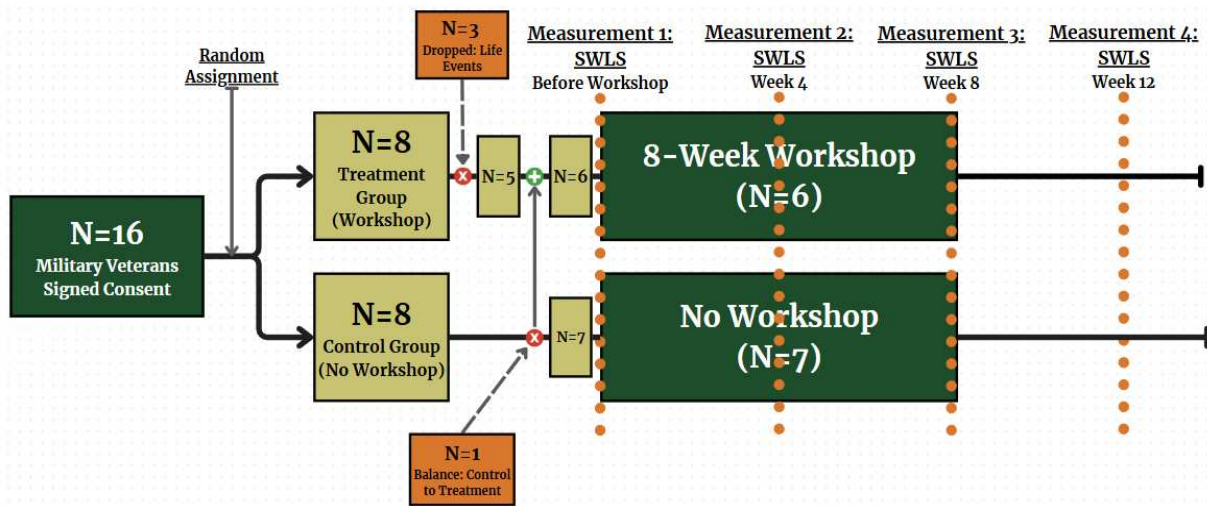 Random
Assignment
N=3
Dropped: Life
Events
Measurement 1:
SWLS
Before Workshop
Measurement 2:
SWLS
Week 4
Measurement 3:
SWLS
Week 8
Measurement 4:
SWLS
Week 12
N=16
Military Veterans
Signed Consent
N=8
Treatment
Group
(Workshop)
N=5
N=6
8-Week Workshop
(N=6)
N=8
Control Group
(No Workshop)
N=7
No Workshop
(N=7)
N=1
Balance: Control
to Treatment